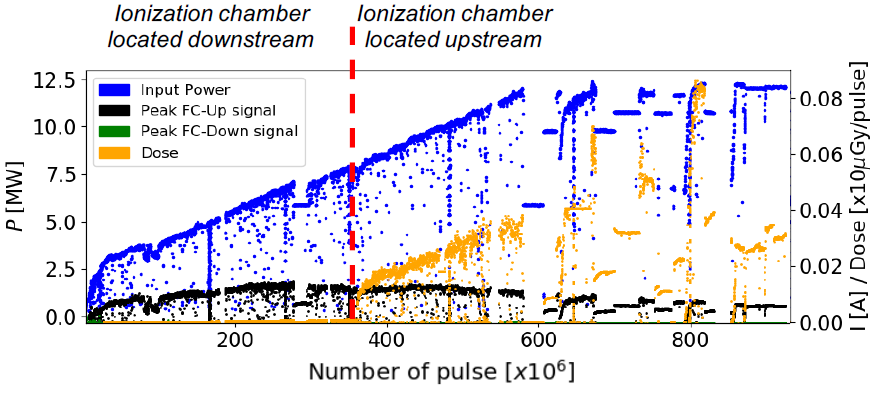 Ionization chamber
located downstream
Ionization chamber
located upstream
Input Power
Peak FC-Up signal
Peak FC-Down signal
Dose
P [MW]
12.5
10.0
7.5
5.0
2.5
0.0
200
400
600
800
Number of pulse [x10⁶]
0.08
0.06
0.04
0.02
0.00
I [A] / Dose [x10μGy/pulse]